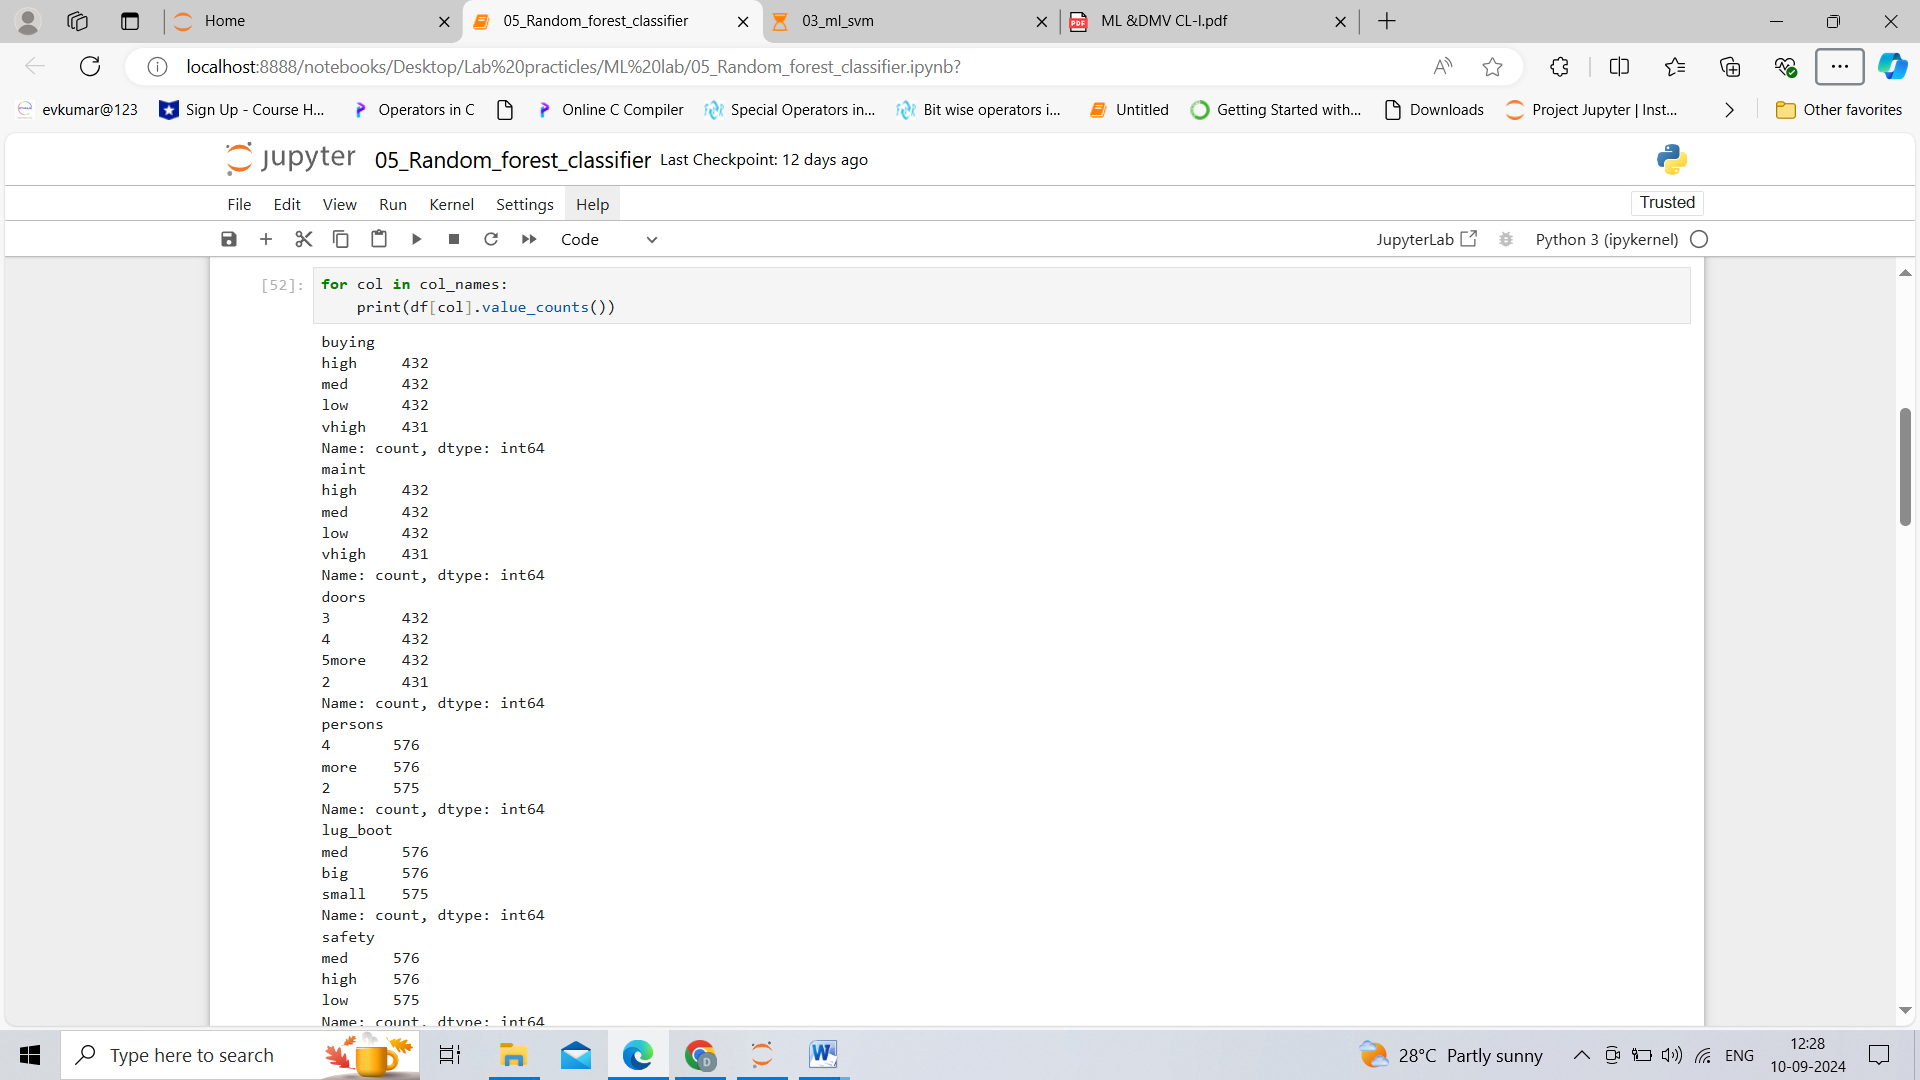 Home
05_Random_forest_classifier
03_ml_svm
ML &DMV CL-I.pdf
localhost:8888/notebooks/Desktop/Lab%20practicles/ML%20lab/05_Random_forest_classifier.ipynb?
evkumar@123
Sign Up - Course H...
Operators in C
Online C Compiler
Special Operators in...
Bit wise operators i...
Untitled
Getting Started with...
Downloads
Project Jupyter | Inst...
Other favorites
jupyter 05_Random_forest_classifier Last Checkpoint: 12 days ago
File Edit View Run Kernel Settings Help
Trusted
Code
JupyterLab
Python 3 (ipykernel)
[52]: for col in col_names:
print(df[col].value_counts())
buying
high 432
med 432
low 432
vhigh 431
Name: count, dtype: int64
maint
high 432
med 432
low 432
vhigh 431
Name: count, dtype: int64
doors
3 432
4 432
5more 432
2 431
Name: count, dtype: int64
persons
4 576
more 576
2 575
Name: count, dtype: int64
lug_boot
med 576
big 576
small 575
Name: count, dtype: int64
safety
med 576
high 576
low 575
Name: count, dtype: int64
Type here to search
28°C Partly sunny
ENG
12:28
10-09-2024